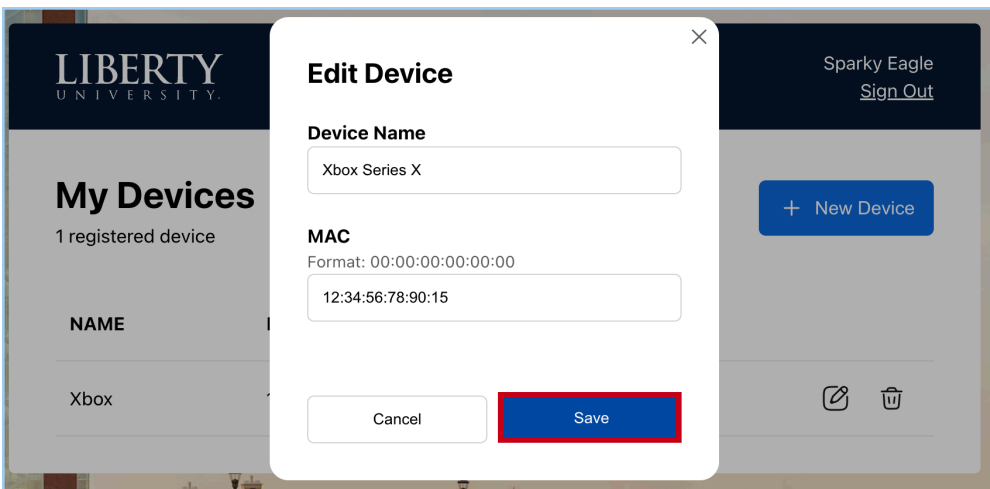 LIBERTY
UNIVERSITY.
Sparky Eagle
Sign Out
My Devices
1 registered device
+ New Device
NAME
Xbox
Edit Device
Device Name
Xbox Series X
MAC
Format: 00:00:00:00:00:00
12:34:56:78:90:15
Cancel
Save